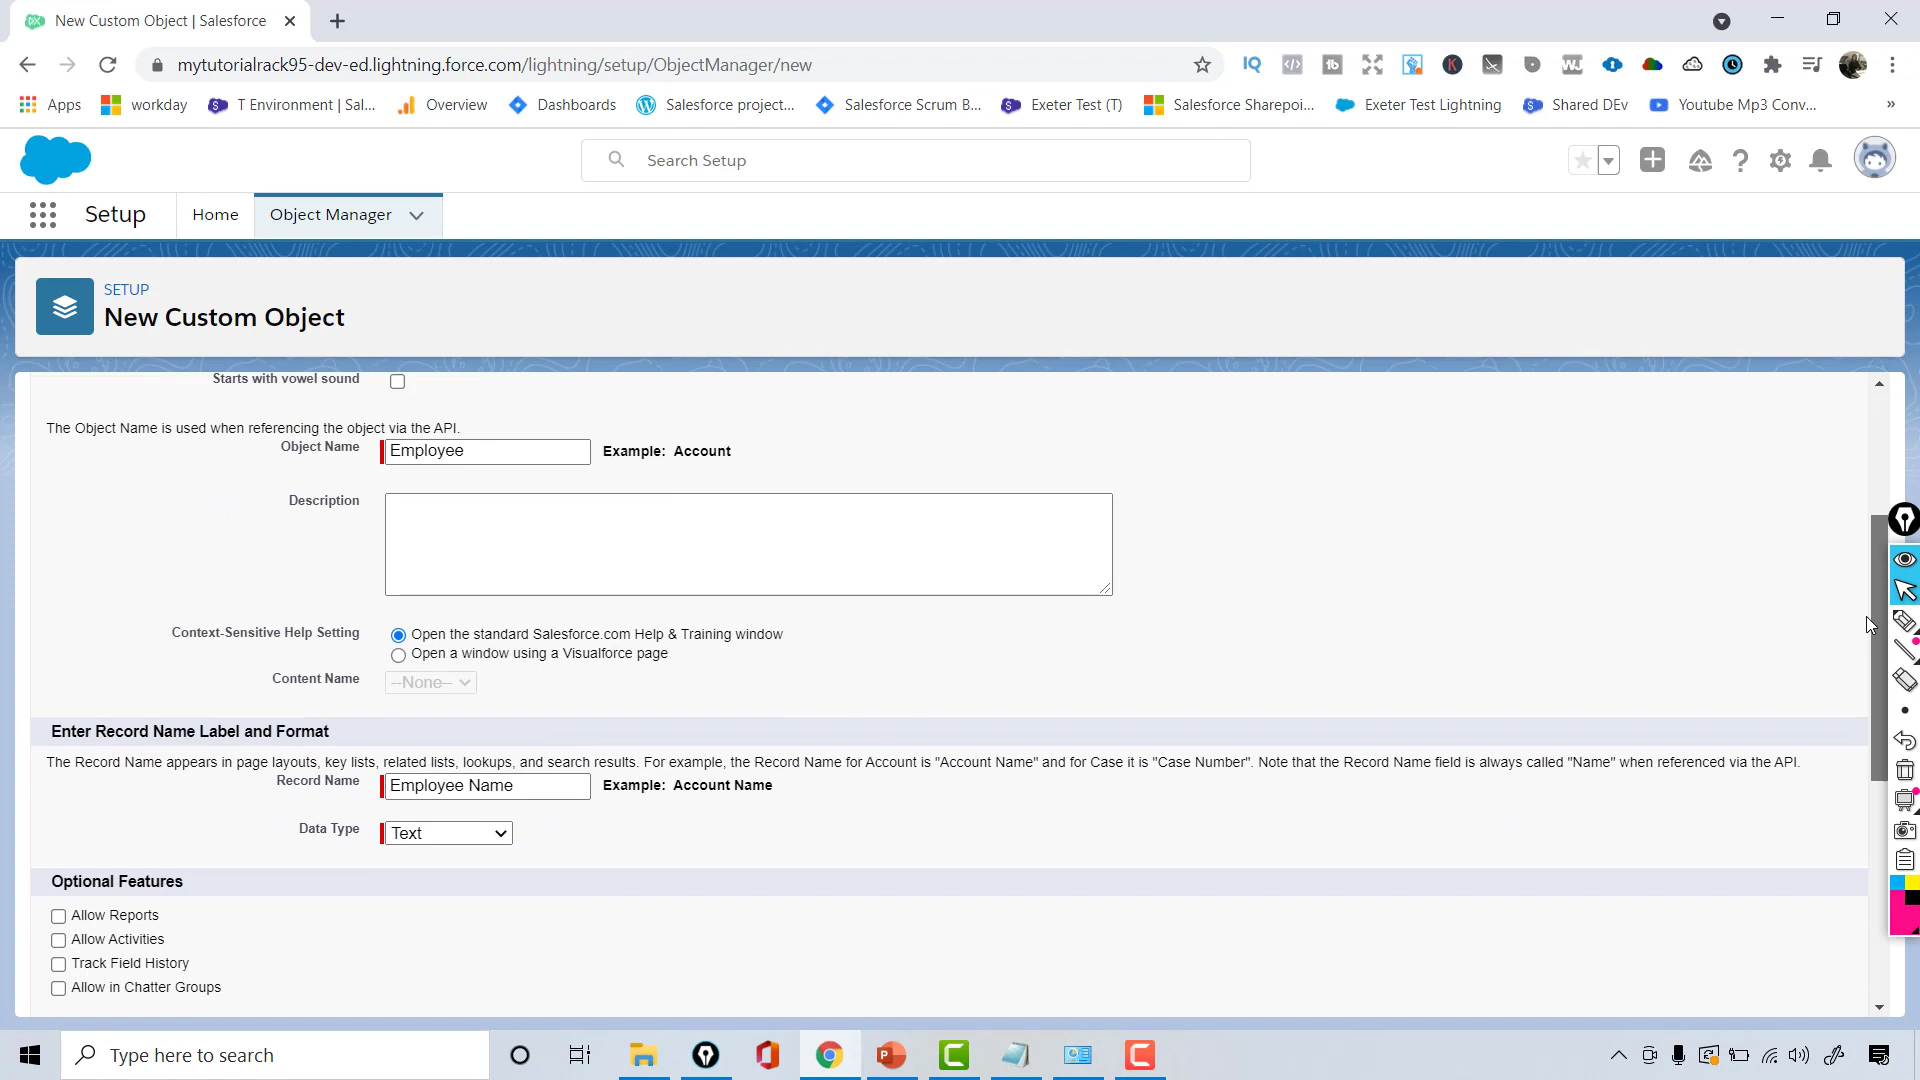 New Custom Object | Salesforce
mytutorialrack95-dev-ed.lightning.force.com/lightning/setup/ObjectManager/new
Apps workday T Environment | Sal... Overview Dashboards Salesforce project... Salesforce Scrum B... Exeter Test (T) Salesforce Sharepoi... Exeter Test Lightning Shared DEv Youtube Mp3 Conv... »
Search Setup
Setup Home Object Manager
SETUP
New Custom Object
Starts with vowel sound
The Object Name is used when referencing the object via the API.
Object Name Employee Example: Account
Description
Context-Sensitive Help Setting Open the standard Salesforce.com Help & Training window
Open a window using a Visualforce page
Content Name --None--
Enter Record Name Label and Format
The Record Name appears in page layouts, key lists, related lists, lookups, and search results. For example, the Record Name for Account is "Account Name" and for Case it is "Case Number". Note that the Record Name field is always called "Name" when referenced via the API.
Record Name Employee Name Example: Account Name
Data Type Text
Optional Features
Allow Reports
Allow Activities
Track Field History
Allow in Chatter Groups
Type here to search